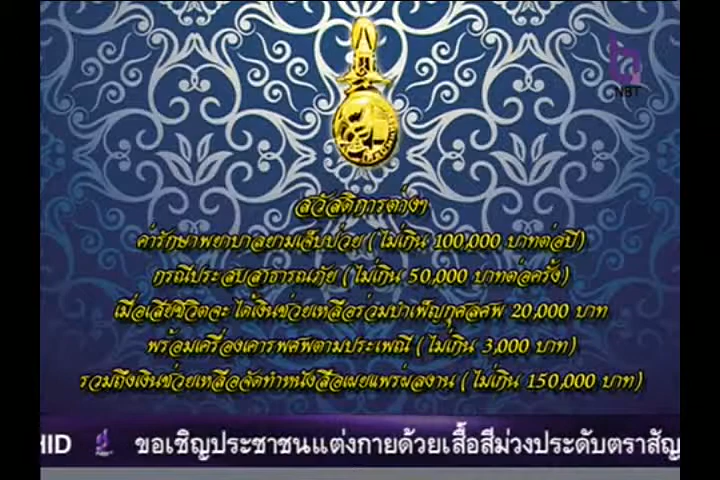 NBT
สวัสดิการต่างๆ
ค่ารักษาพยาบาลยามเจ็บป่วย (ไม่เกิน 100,000 บาทต่อปี)
กรณีประสบสาธารณภัย (ไม่เกิน 50,000 บาทต่อครั้ง)
เมื่อเสียชีวิตจะได้เงินช่วยเหลือร่วมบำเพ็ญกุศลศพ 20,000 บาท
พร้อมเครื่องเคารพศพตามประเพณี (ไม่เกิน 3,000 บาท)
รวมถึงเงินช่วยเหลือจัดทำหนังสือเผยแพร่ผลงาน (ไม่เกิน 150,000 บาท)
HID ขอเชิญประชาชนแต่งกายด้วยเสื้อสีม่วงประดับตราสัญ